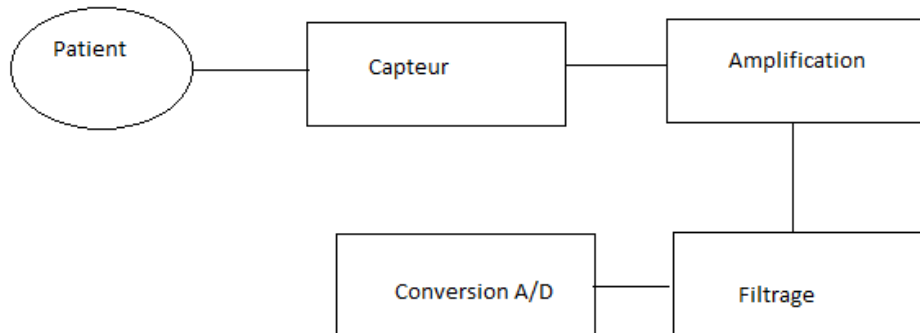 Patient
Capteur
Amplification
Conversion A/D
Filtrage